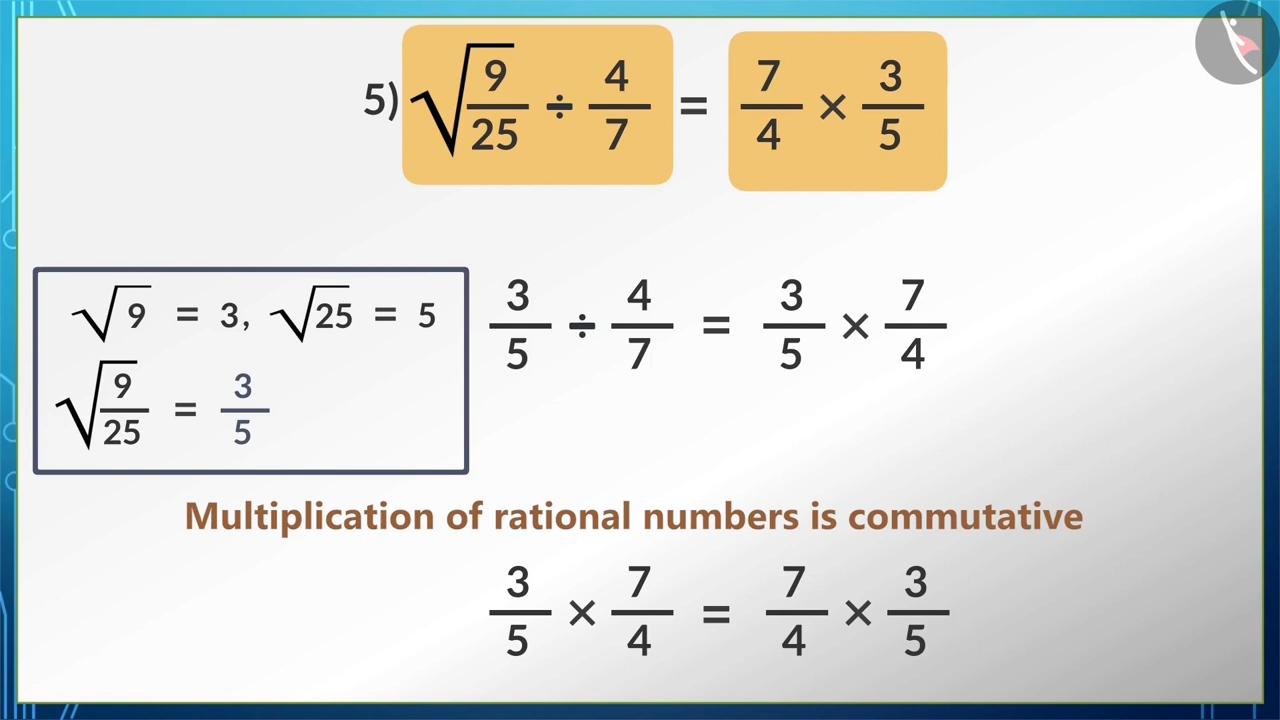 5) √(9/25) ÷ 4/7 = 7/4 × 3/5
√9 = 3, √25 = 5
√(9/25) = 3/5
3/5 ÷ 4/7 = 3/5 × 7/4
Multiplication of rational numbers is commutative
3/5 × 7/4 = 7/4 × 3/5